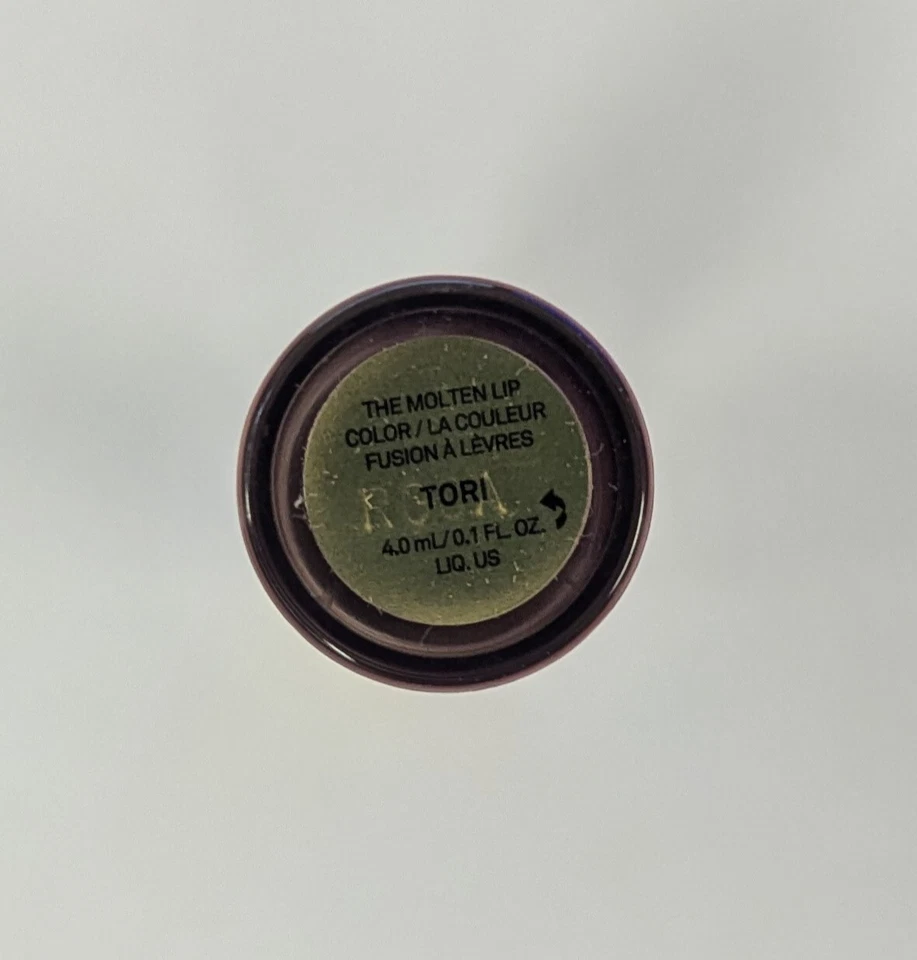 THE MOLTEN LIP
COLOR / LA COULEUR
FUSION À LÈVRES
TORI
4.0 mL/ 0.1 FL. OZ.
LIQ. US